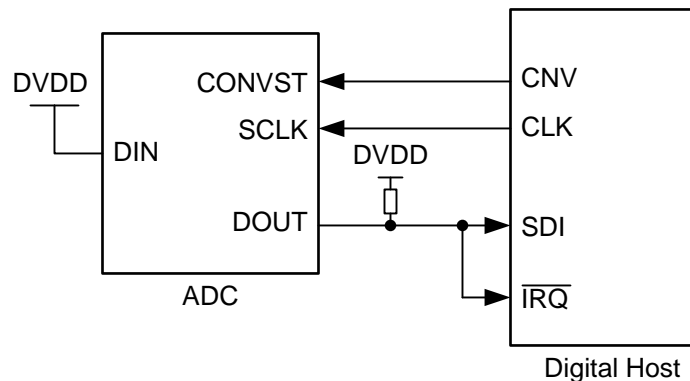 DVDD
DIN
CONVST
SCLK
DOUT
ADC
DVDD
CNV
CLK
SDI
IRQ
Digital Host